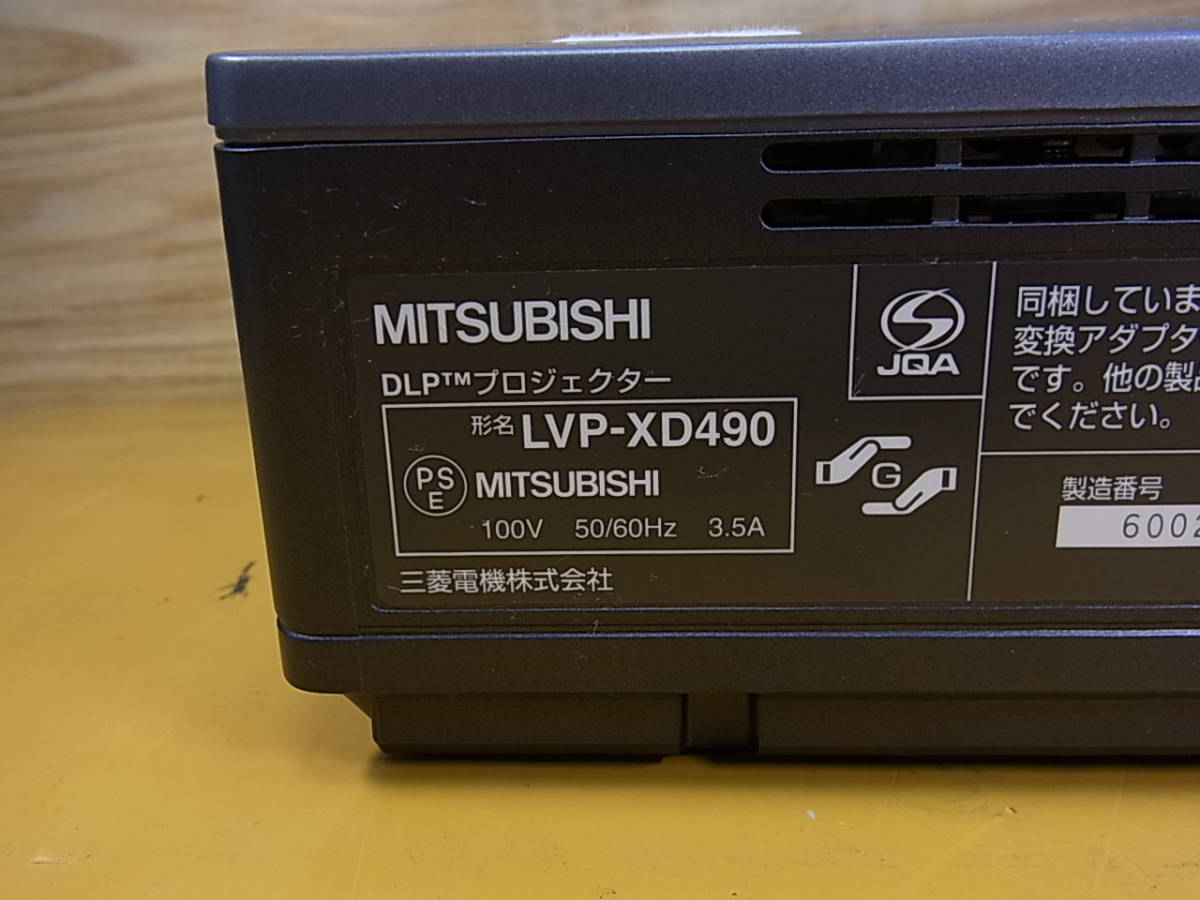 MITSUBISHI
DLP™プロジェクター
形名 LVP-XD490
PSE MITSUBISHI
100V 50/60Hz 3.5A
三菱電機株式会社
JQA
G
同梱していま
変換アダプタ
です。他の製品
でください。
製造番号
6002